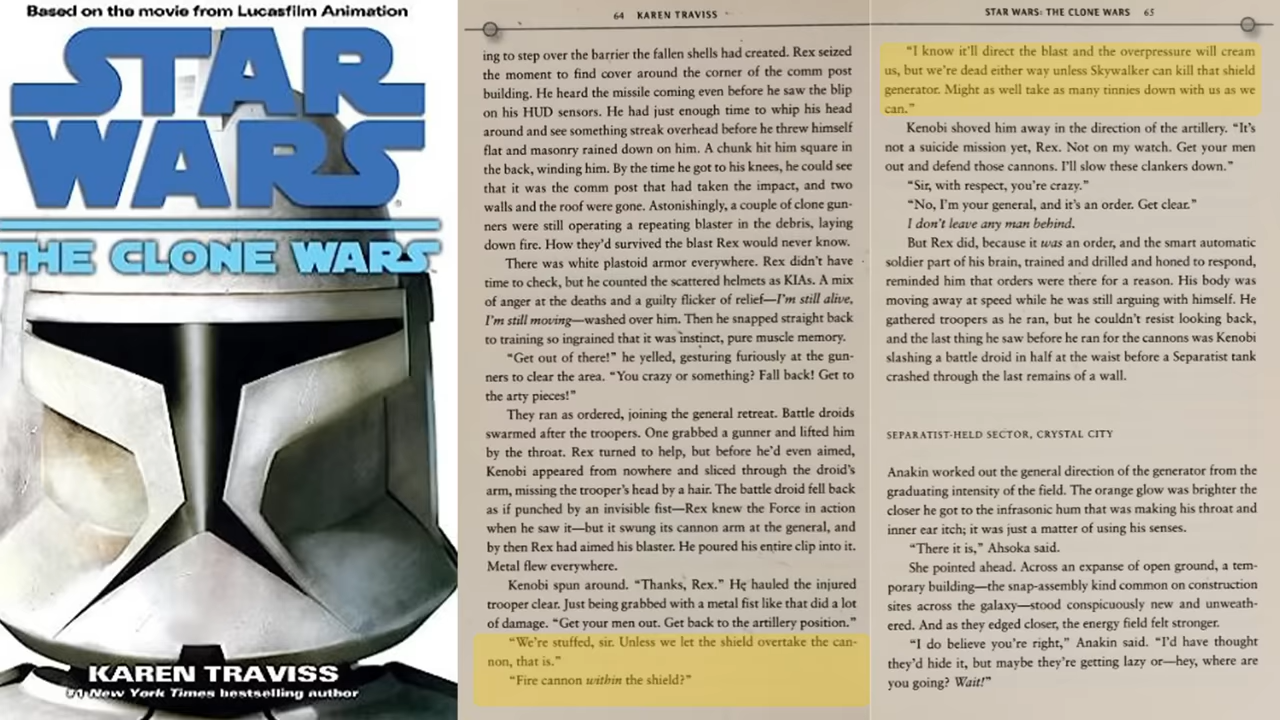 Based on the movie from Lucasfilm Animation
STAR
WARS
THE CLONE WARS
KAREN TRAVISS
#1 New York Times bestselling author
64 KAREN TRAVISS
ing to step over the barrier the fallen shells had created. Rex seized
the moment to find cover around the corner of the comm post
building. He heard the missile coming even before he saw the blip
on his HUD sensors. He had just enough time to whip his head
around and see something streak overhead before he threw himself
flat and masonry rained down on him. A chunk hit him square in
the back, winding him. By the time he got to his knees, he could see
that it was the comm post that had taken the impact, and two
walls and the roof were gone. Astonishingly, a couple of clone gun-
ners were still operating a repeating blaster in the debris, laying
down fire. How they'd survived the blast Rex would never know.
There was white plastoid armor everywhere. Rex didn't have
time to check, but he counted the scattered helmets as KIAs. A mix
of anger at the deaths and a guilty flicker of relief—I'm still alive,
I'm still moving—washed over him. Then he snapped straight back
to training so ingrained that it was instinct, pure muscle memory.
"Get out of there!" he yelled, gesturing furiously at the gun-
ners to clear the area. "You crazy or something? Fall back! Get to
the arty pieces!"
They ran as ordered, joining the general retreat. Battle droids
swarmed after the troopers. One grabbed a gunner and lifted him
by the throat. Rex turned to help, but before he'd even aimed,
Kenobi appeared from nowhere and sliced through the droid's
arm, missing the trooper's head by a hair. The battle droid fell back
as if punched by an invisible fist—Rex knew the Force in action
when he saw it—but it swung its cannon arm at the general, and
by then Rex had aimed his blaster. He poured his entire clip into it.
Metal flew everywhere.
Kenobi spun around. "Thanks, Rex." He hauled the injured
trooper clear. Just being grabbed with a metal fist like that did a lot
of damage. "Get your men out. Get back to the artillery position."
"We're stuffed, sir. Unless we let the shield overtake the can-
non, that is."
"Fire cannon within the shield?"
STAR WARS: THE CLONE WARS 65
"I know it'll direct the blast and the overpressure will cream
us, but we're dead either way unless Skywalker can kill that shield
generator. Might as well take as many tinnies down with us as we
can."
Kenobi shoved him away in the direction of the artillery. "It's
not a suicide mission yet, Rex. Not on my watch. Get your men
out and defend those cannons. I'll slow these clankers down."
"Sir, with respect, you're crazy."
"No, I'm your general, and it's an order. Get clear."
I don't leave any man behind.
But Rex did, because it was an order, and the smart automatic
soldier part of his brain, trained and drilled and honed to respond,
reminded him that orders were there for a reason. His body was
moving away at speed while he was still arguing with himself. He
gathered troopers as he ran, but he couldn't resist looking back,
and the last thing he saw before he ran for the cannons was Kenobi
slashing a battle droid in half at the waist before a Separatist tank
crashed through the last remains of a wall.
SEPARATIST-HELD SECTOR, CRYSTAL CITY
Anakin worked out the general direction of the generator from the
graduating intensity of the field. The orange glow was brighter the
closer he got to the infrasonic hum that was making his throat and
inner ear itch; it was just a matter of using his senses.
"There it is," Ahsoka said.
She pointed ahead. Across an expanse of open ground, a tem-
porary building—the snap-assembly kind common on construction
sites across the galaxy—stood conspicuously new and unweath-
ered. And as they edged closer, the energy field felt stronger.
"I do believe you're right," Anakin said. "I'd have thought
they'd hide it, but maybe they're getting lazy or—hey, where are
you going? Wait!"